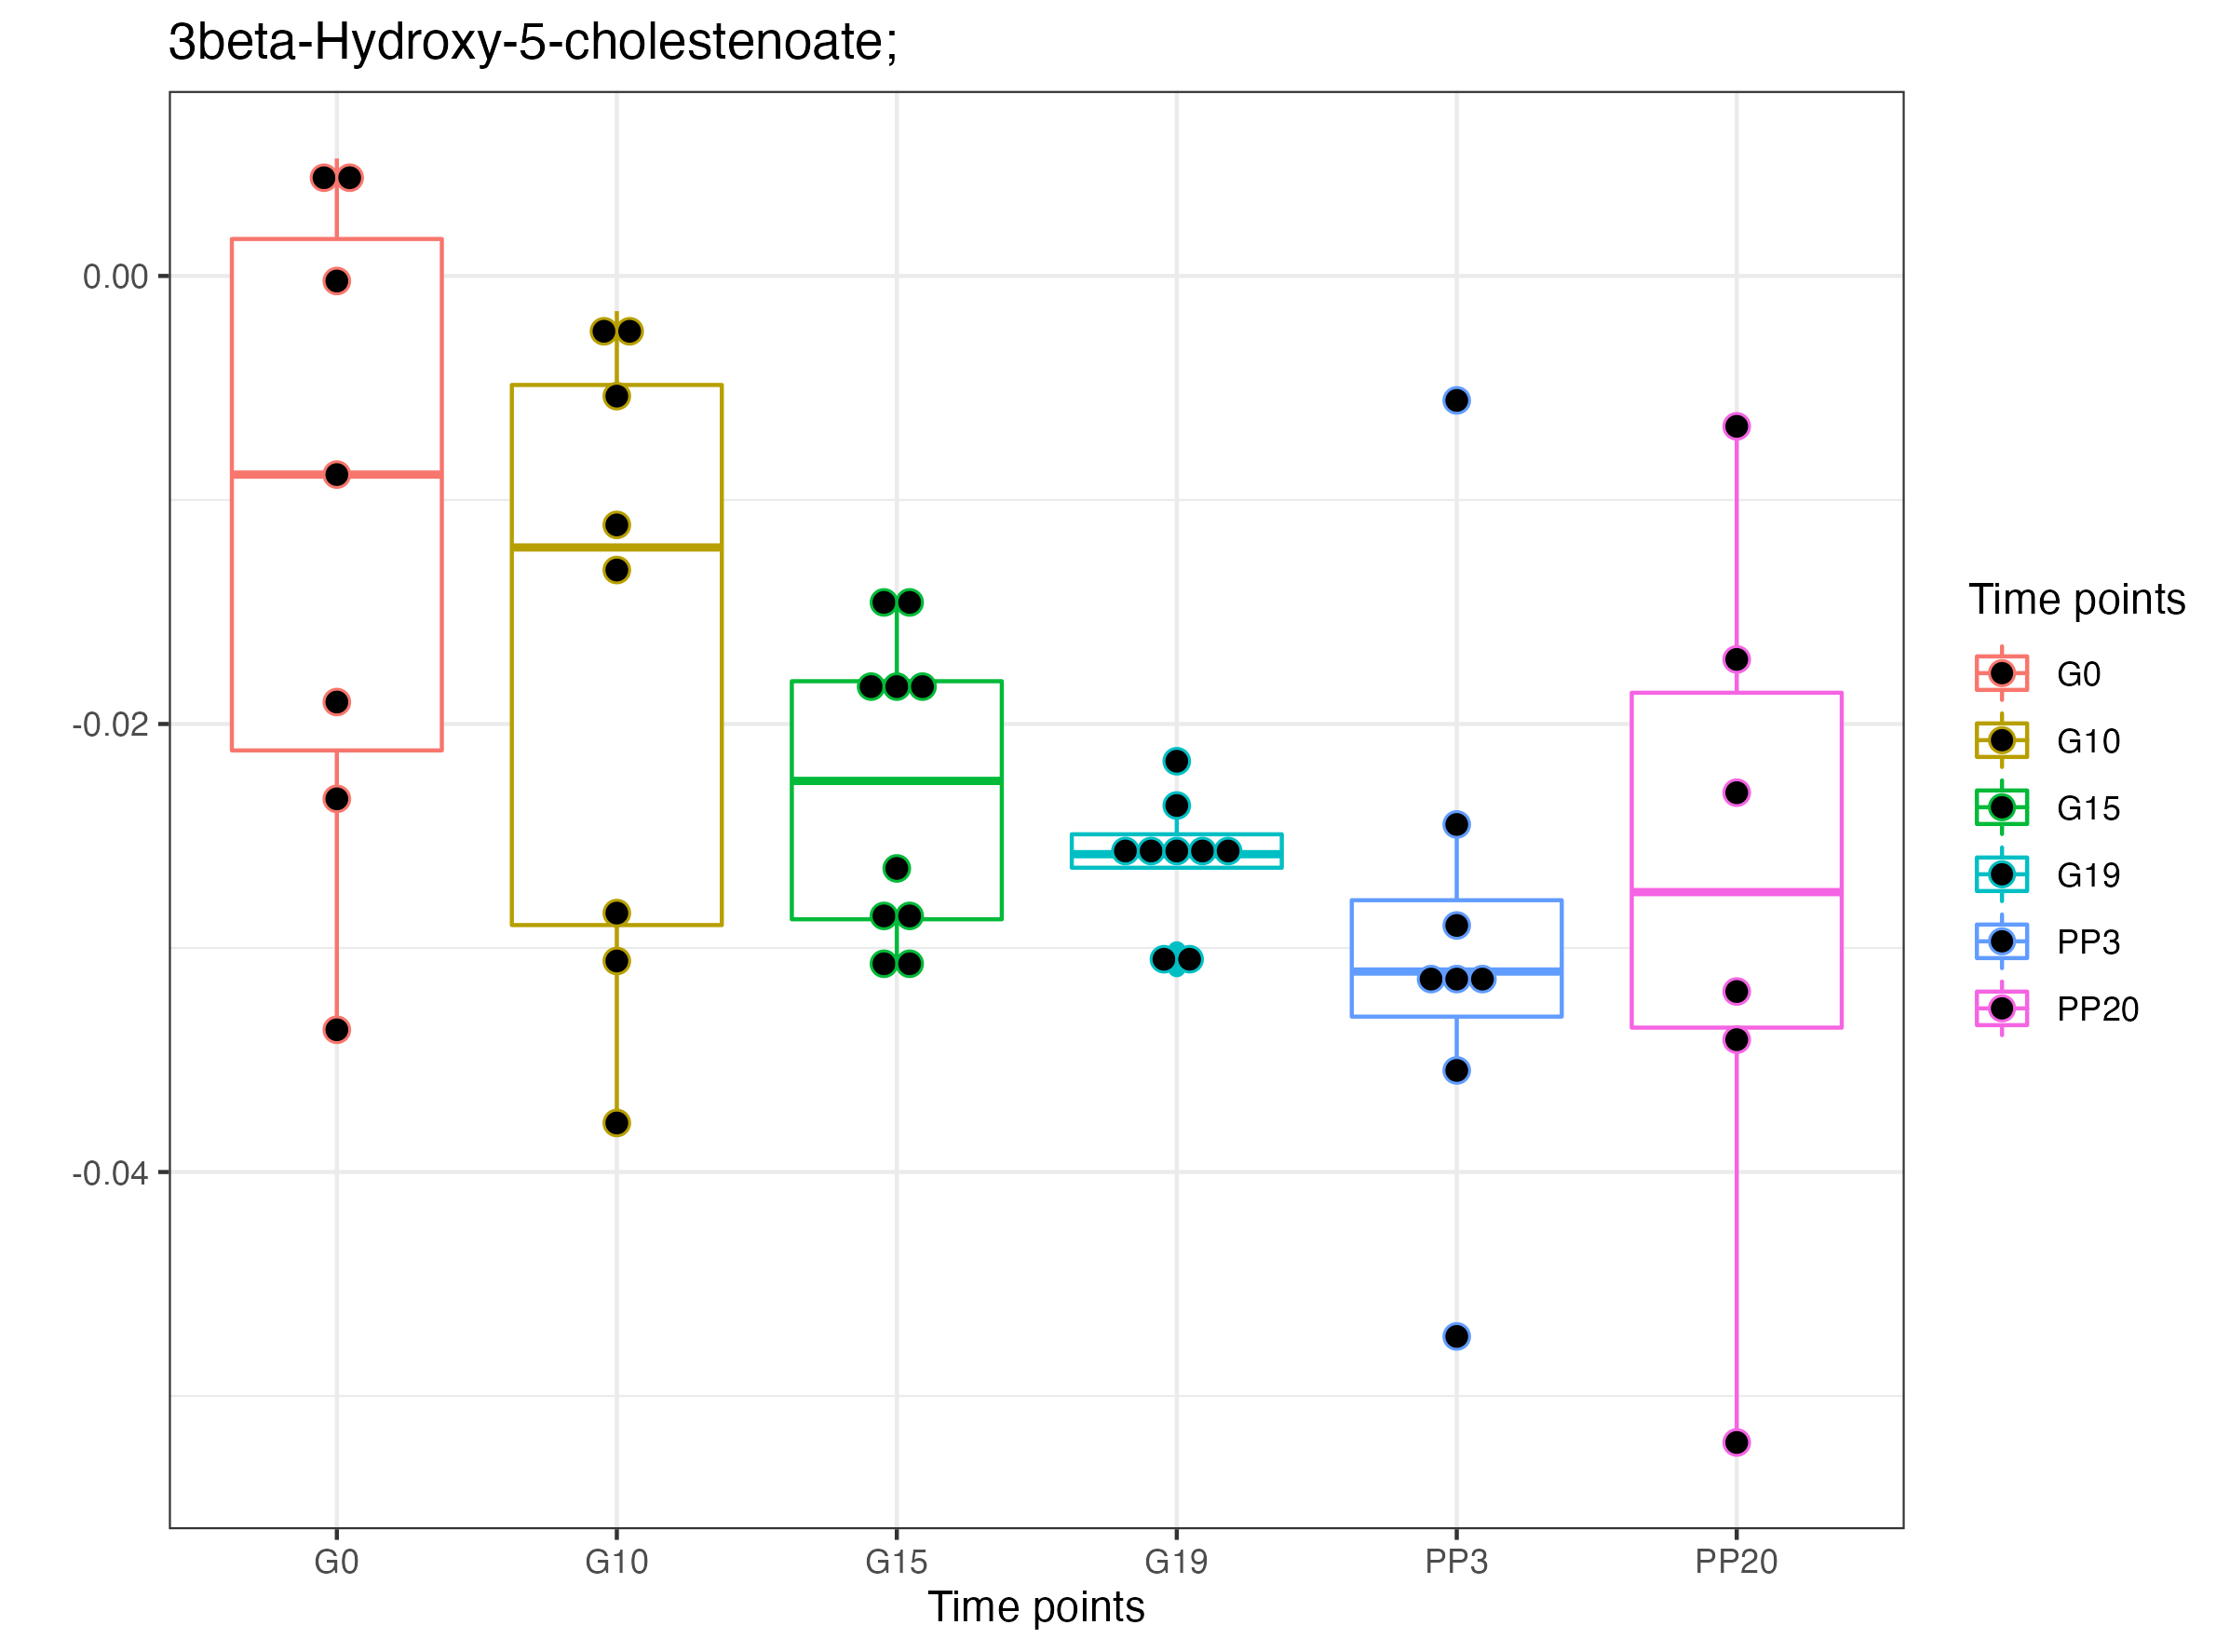 3beta-Hydroxy-5-cholestenoate;
0.00
-0.02
-0.04
G0 G10 G15 G19 PP3 PP20
Time points
Time points
G0
G10
G15
G19
PP3
PP20